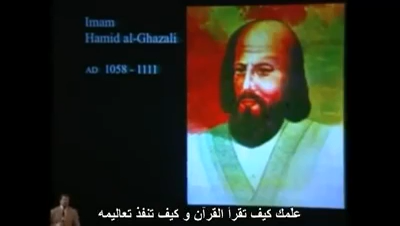 Imam
Hamid al-Ghazali
AD 1058 - 1111
علمك كيف تقرأ القرآن و كيف تنفذ تعاليمه